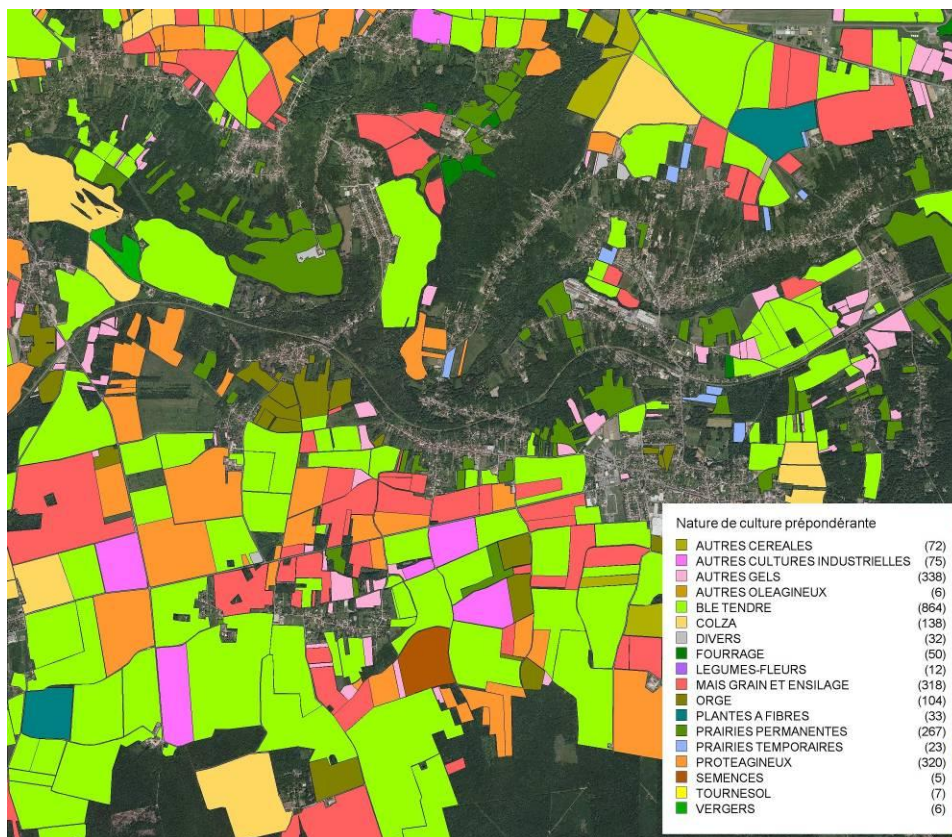 Nature de culture prépondérante
AUTRES CEREALES (72)
AUTRES CULTURES INDUSTRIELLES (75)
AUTRES GELS (338)
AUTRES OLEAGINEUX (6)
BLE TENDRE (864)
COLZA (138)
DIVERS (32)
FOURRAGE (50)
LEGUMES-FLEURS (12)
MAIS GRAIN ET ENSILAGE (318)
ORGE (104)
PLANTES A FIBRES (33)
PRAIRIES PERMANENTES (267)
PRAIRIES TEMPORAIRES (23)
PROTEAGINEUX (320)
SEMENCES (5)
TOURNESOL (7)
VERGERS (6)